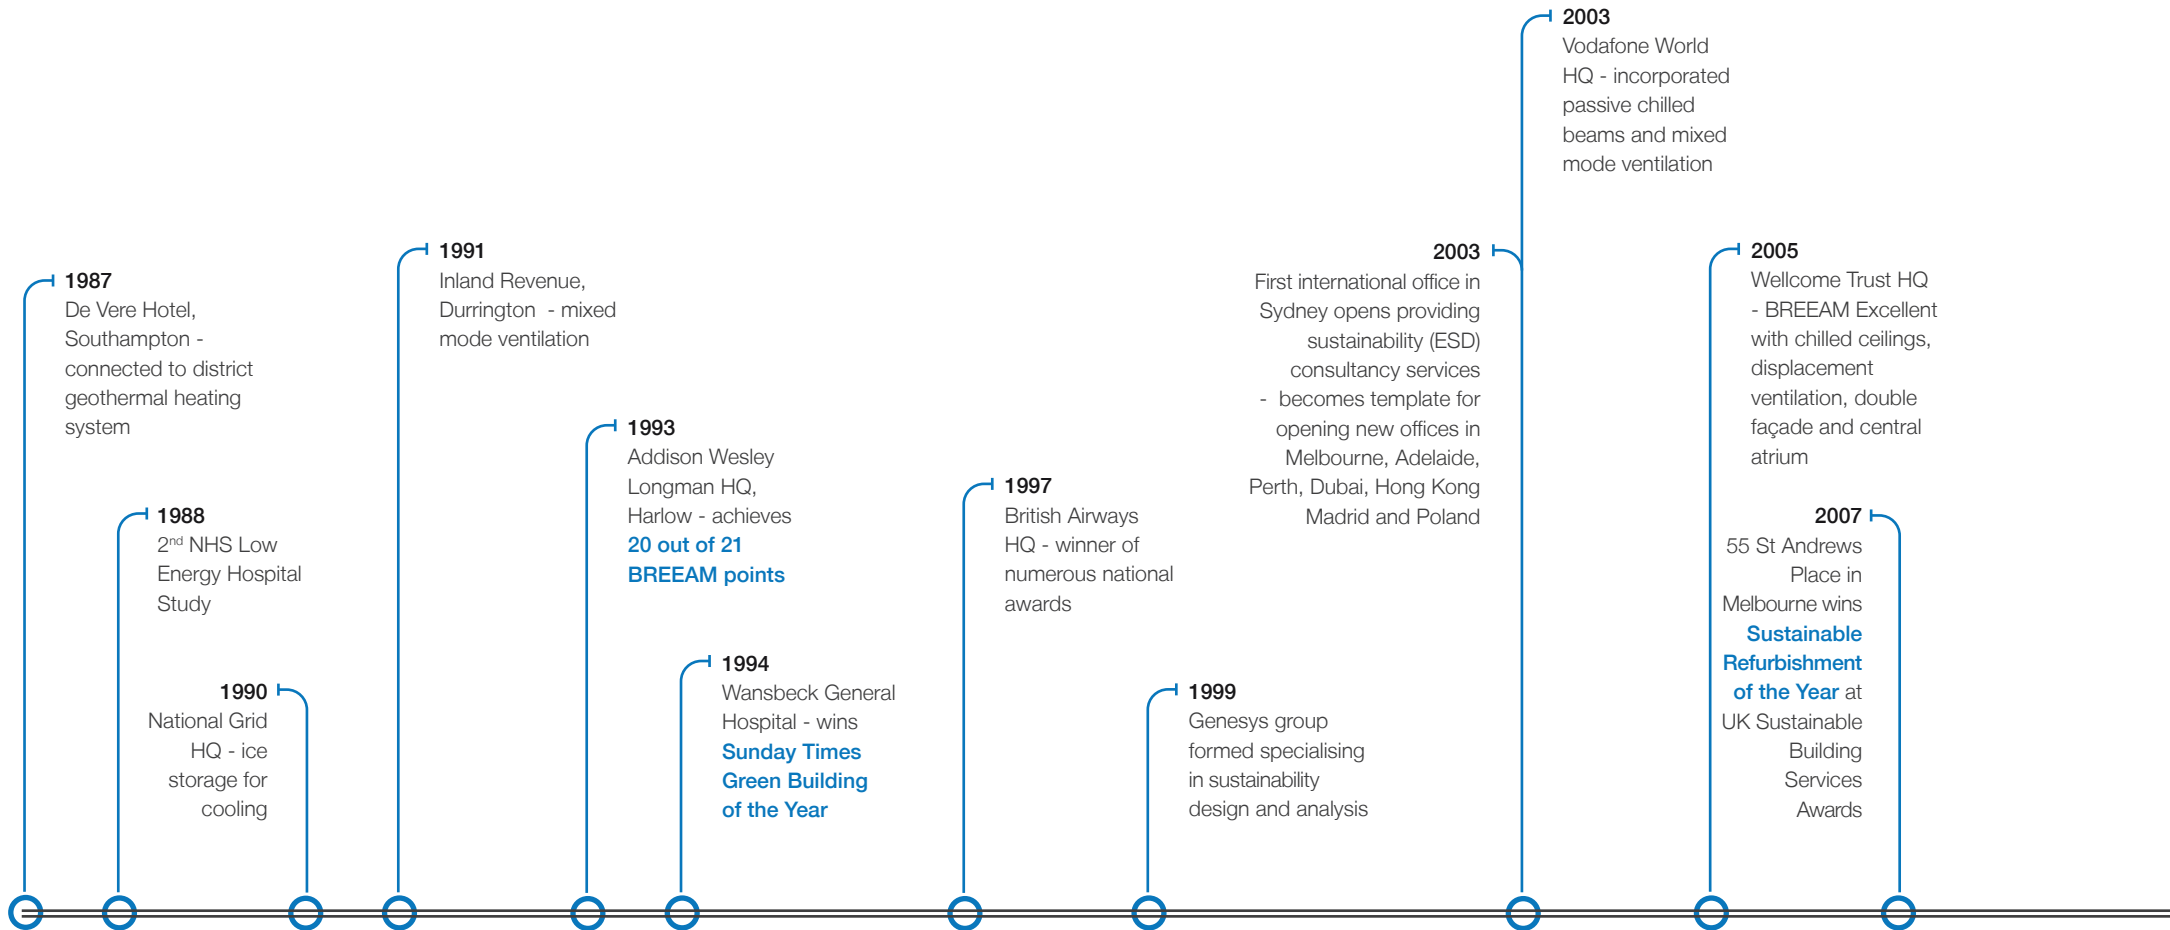 1987
De Vere Hotel,
Southampton -
connected to district
geothermal heating
system
1988
2nd NHS Low
Energy Hospital
Study
1990
National Grid
HQ - ice
storage for
cooling
1991
Inland Revenue,
Durrington - mixed
mode ventilation
1993
Addison Wesley
Longman HQ,
Harlow - achieves
20 out of 21
BREEAM points
1994
Wansbeck General
Hospital - wins
Sunday Times
Green Building
of the Year
1997
British Airways
HQ - winner of
numerous national
awards
1999
Genesys group
formed specialising
in sustainability
design and analysis
2003
First international office in
Sydney opens providing
sustainability (ESD)
consultancy services
- becomes template for
opening new offices in
Melbourne, Adelaide,
Perth, Dubai, Hong Kong
Madrid and Poland
2003
Vodafone World
HQ - incorporated
passive chilled
beams and mixed
mode ventilation
2005
Wellcome Trust HQ
- BREEAM Excellent
with chilled ceilings,
displacement
ventilation, double
façade and central
atrium
2007
55 St Andrews
Place in
Melbourne wins
Sustainable
Refurbishment
of the Year at
UK Sustainable
Building
Services
Awards